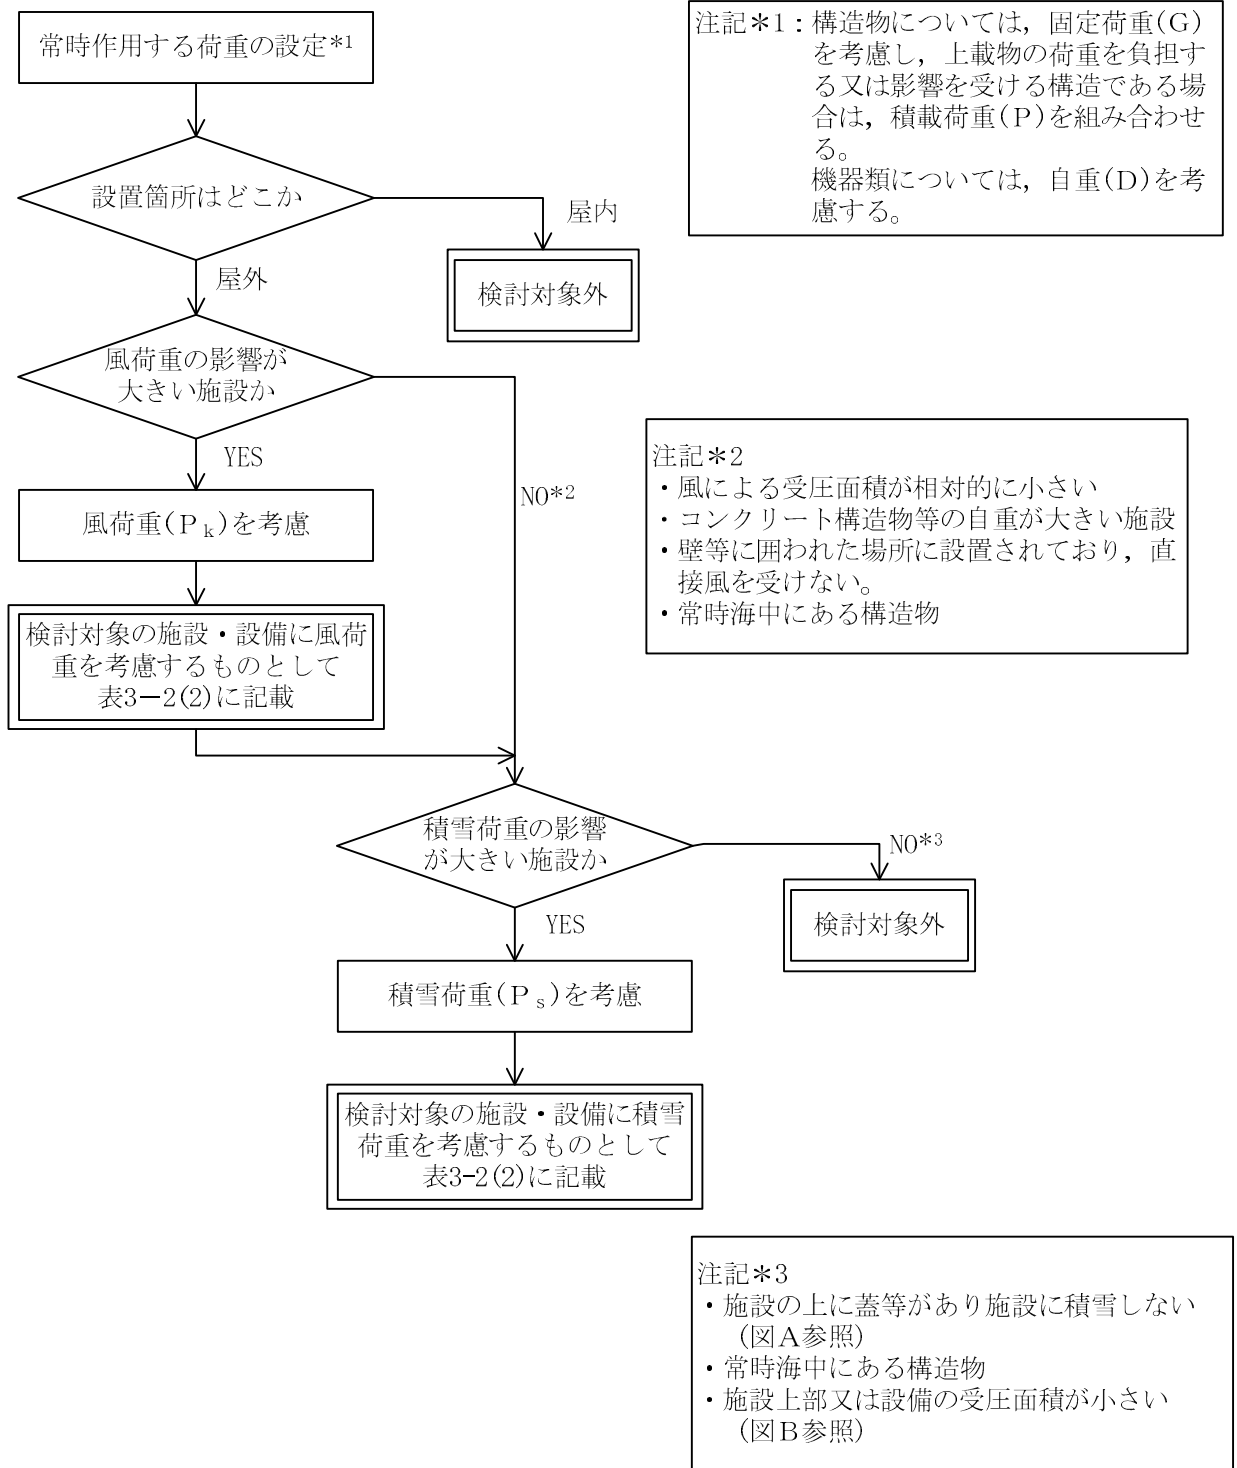 常時作用する荷重の設定*1
注記＊1：構造物については，固定荷重(Ｇ)
を考慮し，上載物の荷重を負担す
る又は影響を受ける構造である場
合は，積載荷重(Ｐ)を組み合わせ
る。
機器類については，自重(Ｄ)を考
慮する。
設置箇所はどこか
屋内
屋外
検討対象外
風荷重の影響が
大きい施設か
YES
NO*2
注記＊2
・風による受圧面積が相対的に小さい
・コンクリート構造物等の自重が大きい施設
・壁等に囲われた場所に設置されており，直
接風を受けない。
・常時海中にある構造物
風荷重(Ｐk)を考慮
検討対象の施設・設備に風荷
重を考慮するものとして
表3－2(2)に記載
積雪荷重の影響
が大きい施設か
NO*3
YES
検討対象外
積雪荷重(Ｐs)を考慮
検討対象の施設・設備に積雪
荷重を考慮するものとして
表3-2(2)に記載
注記＊3
・施設の上に蓋等があり施設に積雪しない
（図Ａ参照）
・常時海中にある構造物
・施設上部又は設備の受圧面積が小さい
（図Ｂ参照）